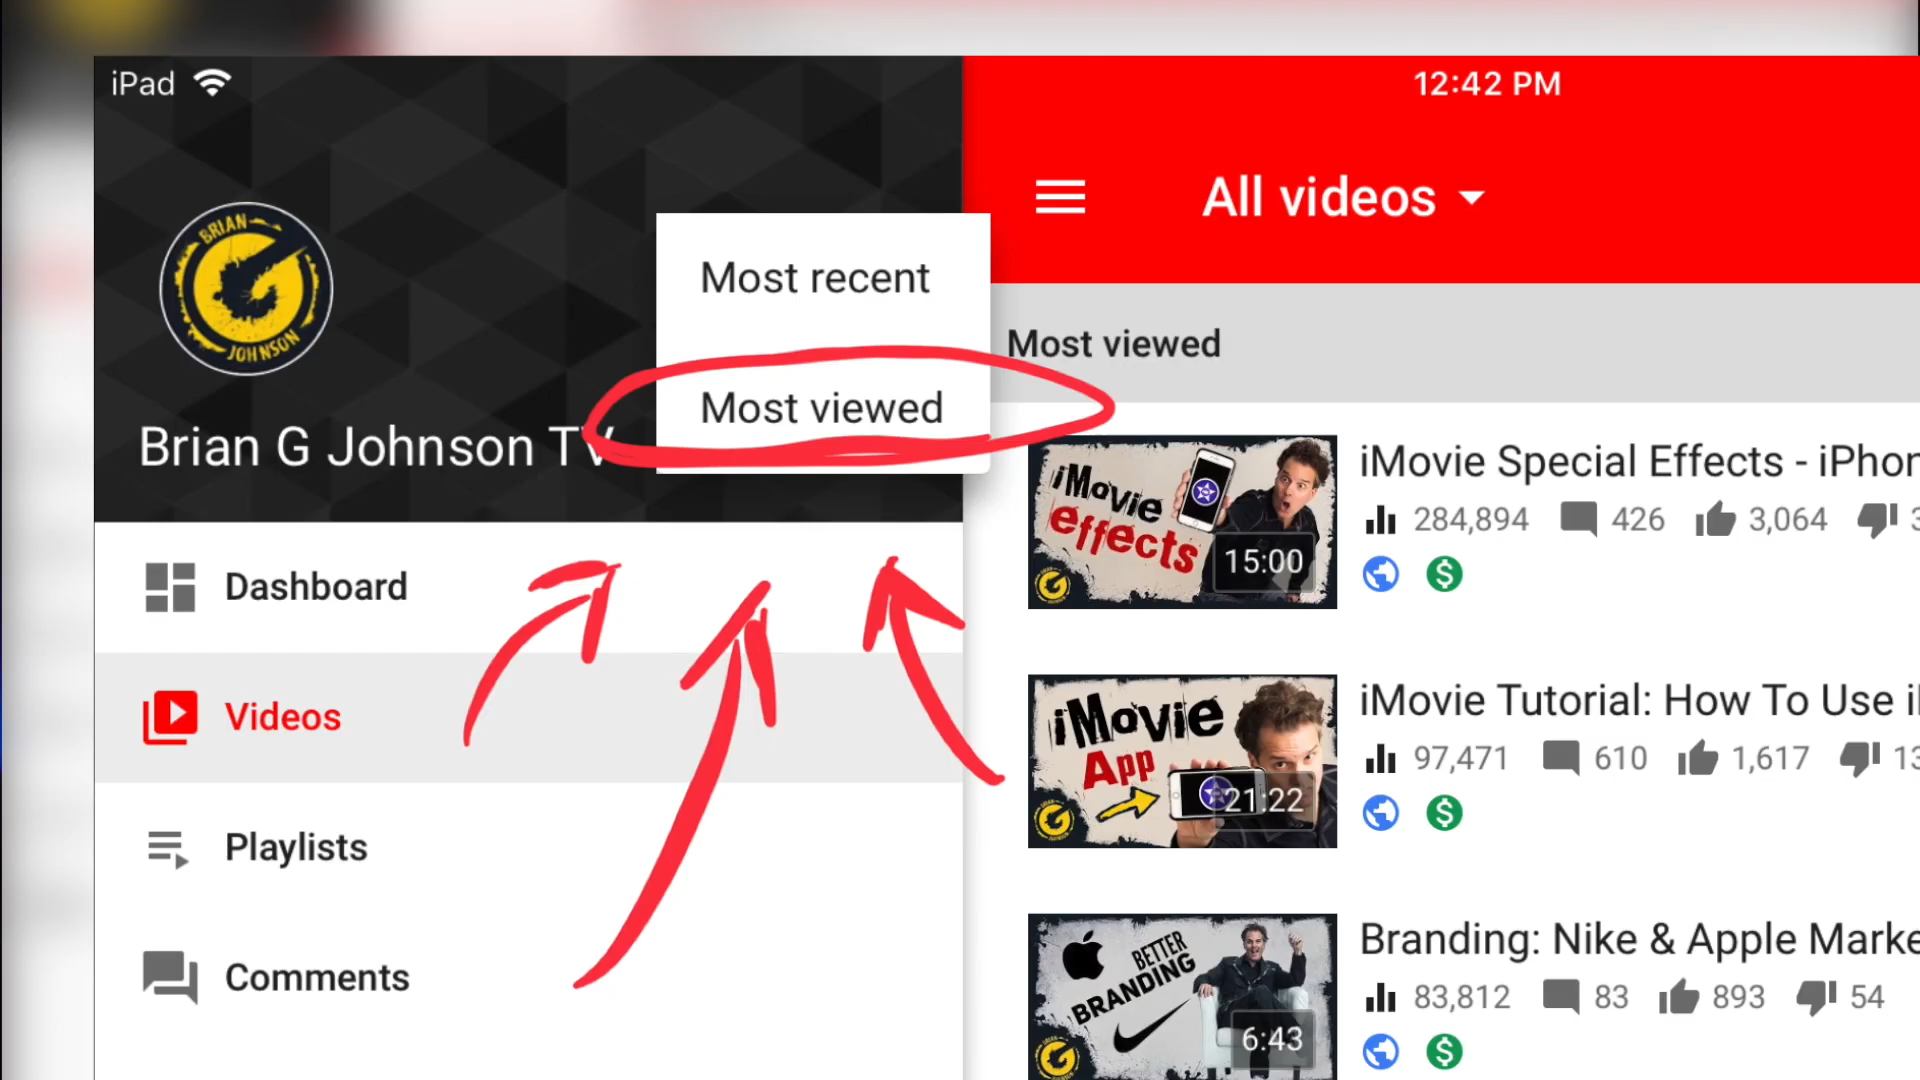 iPad
12:42 PM
All videos
Most recent
Most viewed
Most viewed
BRIAN
JOHNSON
Brian G Johnson TV
Dashboard
Videos
Playlists
Comments
iMovie
effects
15:00
iMovie Special Effects - iPhon
284,894 426 3,064 3
iMovie
App
21:22
iMovie Tutorial: How To Use i
97,471 610 1,617 13
BETTER
BRANDING
6:43
Branding: Nike & Apple Marke
83,812 83 893 54